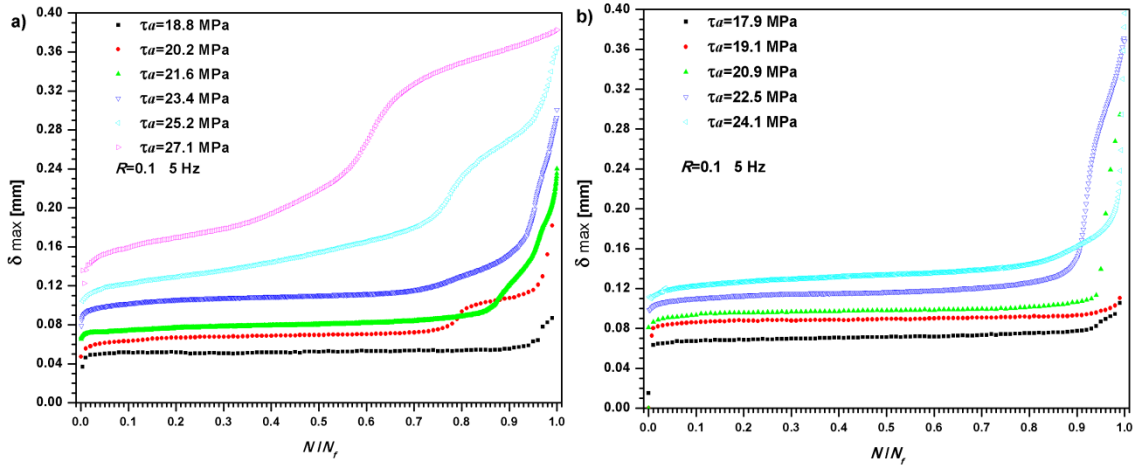 a)
τa=18.8 MPa
τa=20.2 MPa
τa=21.6 MPa
τa=23.4 MPa
τa=25.2 MPa
τa=27.1 MPa
R=0.1 5 Hz
0.40
0.36
0.32
0.28
0.24
0.20
0.16
0.12
0.08
0.04
0.00
δ max [mm]
0.0 0.1 0.2 0.3 0.4 0.5 0.6 0.7 0.8 0.9 1.0
N/Nf
b)
τa=17.9 MPa
τa=19.1 MPa
τa=20.9 MPa
τa=22.5 MPa
τa=24.1 MPa
R=0.1 5 Hz
0.40
0.36
0.32
0.28
0.24
0.20
0.16
0.12
0.08
0.04
0.00
δ max [mm]
0.0 0.1 0.2 0.3 0.4 0.5 0.6 0.7 0.8 0.9 1.0
N/Nf